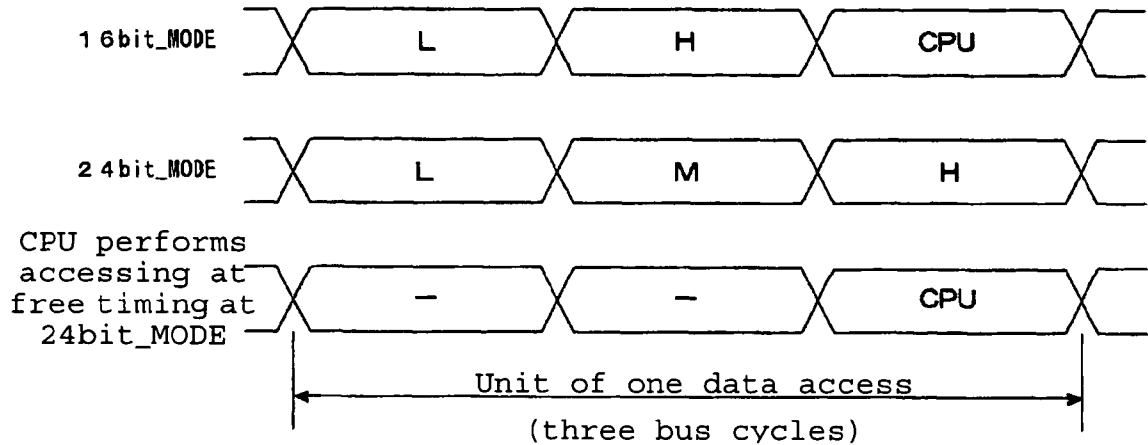 16bit_MODE L H CPU
24bit_MODE L M H
CPU performs
accessing at
free timing at
24bit_MODE
– – CPU
Unit of one data access
(three bus cycles)